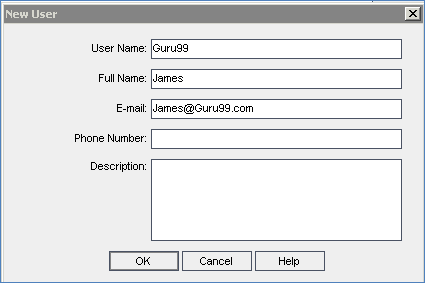 New User
User Name: Guru99
Full Name: James
E-mail: James@Guru99.com
Phone Number:
Description:
OK Cancel Help